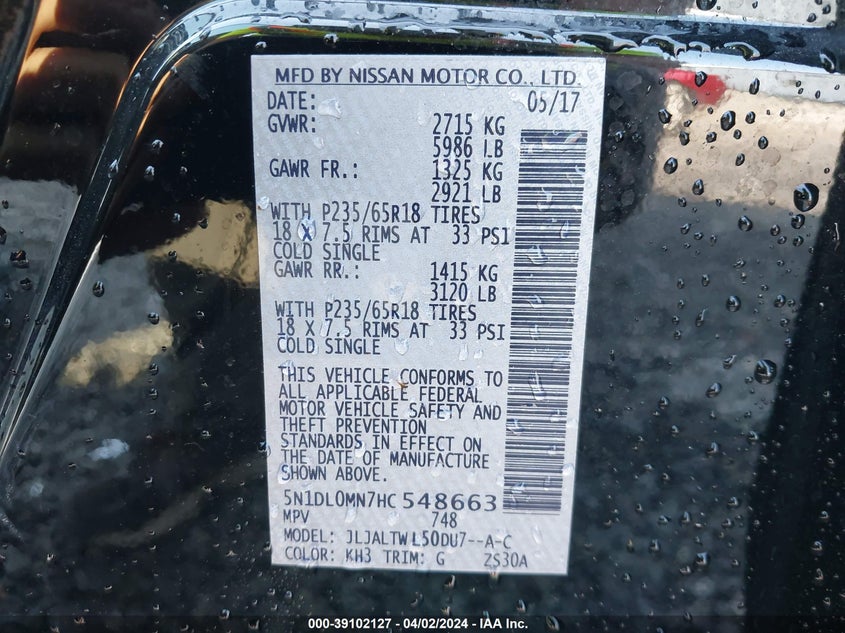 MFD BY NISSAN MOTOR CO., LTD.
DATE: 05/17
GVWR: 2715 KG
5986 LB
GAWR FR.: 1325 KG
2921 LB
WITH P235/65R18 TIRES
18 X 7.5 RIMS AT 33 PSI
COLD SINGLE
GAWR RR.: 1415 KG
3120 LB
WITH P235/65R18 TIRES
18 X 7.5 RIMS AT 33 PSI
COLD SINGLE
THIS VEHICLE CONFORMS TO
ALL APPLICABLE FEDERAL
MOTOR VEHICLE SAFETY AND
THEFT PREVENTION
STANDARDS IN EFFECT ON
THE DATE OF MANUFACTURE
SHOWN ABOVE.
5N1DL0MN7HC548663
MPV 748
MODEL: JLJALTWL50DU7--A-C
COLOR: KH3 TRIM: G ZS30A
000-39102127 - 04/02/2024 - IAA Inc.